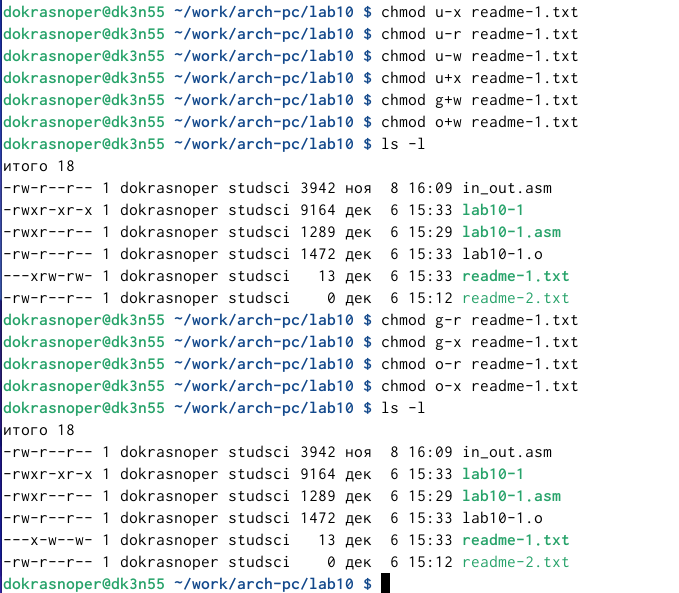 dokrasnoper@dk3n55 ~/work/arch-pc/lab10 $ chmod u-x readme-1.txt
dokrasnoper@dk3n55 ~/work/arch-pc/lab10 $ chmod u-r readme-1.txt
dokrasnoper@dk3n55 ~/work/arch-pc/lab10 $ chmod u-w readme-1.txt
dokrasnoper@dk3n55 ~/work/arch-pc/lab10 $ chmod u+x readme-1.txt
dokrasnoper@dk3n55 ~/work/arch-pc/lab10 $ chmod g+w readme-1.txt
dokrasnoper@dk3n55 ~/work/arch-pc/lab10 $ chmod o+w readme-1.txt
dokrasnoper@dk3n55 ~/work/arch-pc/lab10 $ ls -l
итого 18
-rw-r--r-- 1 dokrasnoper studsci 3942 ноя  8 16:09 in_out.asm
-rwxr-xr-x 1 dokrasnoper studsci 9164 дек  6 15:33 lab10-1
-rwxr--r-- 1 dokrasnoper studsci 1289 дек  6 15:29 lab10-1.asm
-rw-r--r-- 1 dokrasnoper studsci 1472 дек  6 15:33 lab10-1.o
---xrw-rw- 1 dokrasnoper studsci   13 дек  6 15:33 readme-1.txt
-rw-r--r-- 1 dokrasnoper studsci    0 дек  6 15:12 readme-2.txt
dokrasnoper@dk3n55 ~/work/arch-pc/lab10 $ chmod g-r readme-1.txt
dokrasnoper@dk3n55 ~/work/arch-pc/lab10 $ chmod g-x readme-1.txt
dokrasnoper@dk3n55 ~/work/arch-pc/lab10 $ chmod o-r readme-1.txt
dokrasnoper@dk3n55 ~/work/arch-pc/lab10 $ chmod o-x readme-1.txt
dokrasnoper@dk3n55 ~/work/arch-pc/lab10 $ ls -l
итого 18
-rw-r--r-- 1 dokrasnoper studsci 3942 ноя  8 16:09 in_out.asm
-rwxr-xr-x 1 dokrasnoper studsci 9164 дек  6 15:33 lab10-1
-rwxr--r-- 1 dokrasnoper studsci 1289 дек  6 15:29 lab10-1.asm
-rw-r--r-- 1 dokrasnoper studsci 1472 дек  6 15:33 lab10-1.o
---x-w--w- 1 dokrasnoper studsci   13 дек  6 15:33 readme-1.txt
-rw-r--r-- 1 dokrasnoper studsci    0 дек  6 15:12 readme-2.txt
dokrasnoper@dk3n55 ~/work/arch-pc/lab10 $